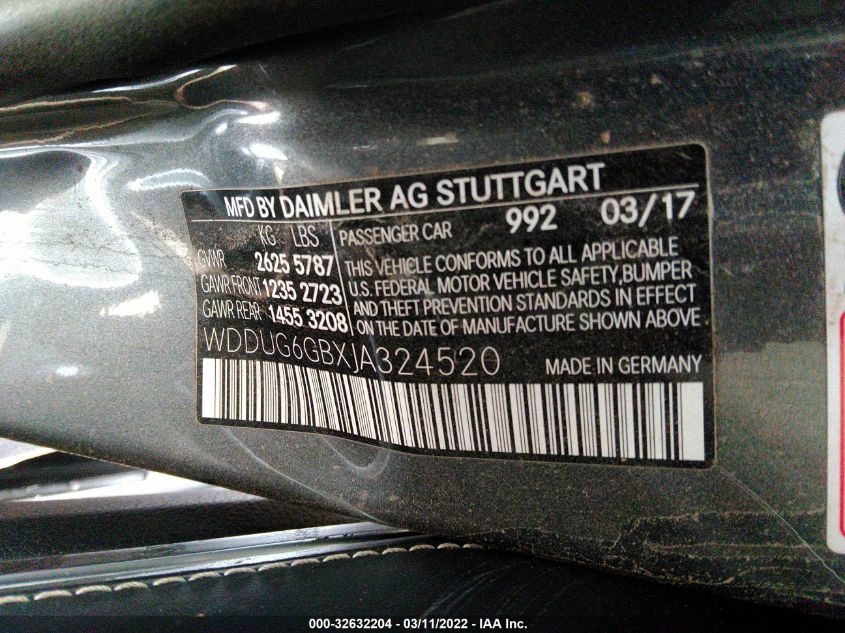 MFD BY DAIMLER AG STUTTGART
KG LBS PASSENGER CAR 992 03/17
GVWR 2625 5787
GAWR FRONT 1235 2723
GAWR REAR 1455 3208
THIS VEHICLE CONFORMS TO ALL APPLICABLE
U.S. FEDERAL MOTOR VEHICLE SAFETY,BUMPER
AND THEFT PREVENTION STANDARDS IN EFFECT
ON THE DATE OF MANUFACTURE SHOWN ABOVE.
WDDUG6GBXJA324520 MADE IN GERMANY
000-32632204 - 03/11/2022 - IAA Inc.